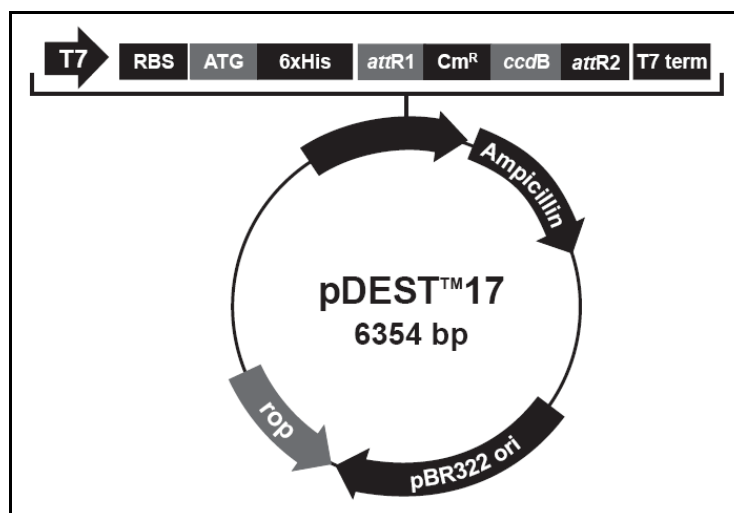 T7 RBS ATG 6xHis attR1 CmR ccdB attR2 T7 term
Ampicillin
pDEST™17
6354 bp
rop
pBR322 ori